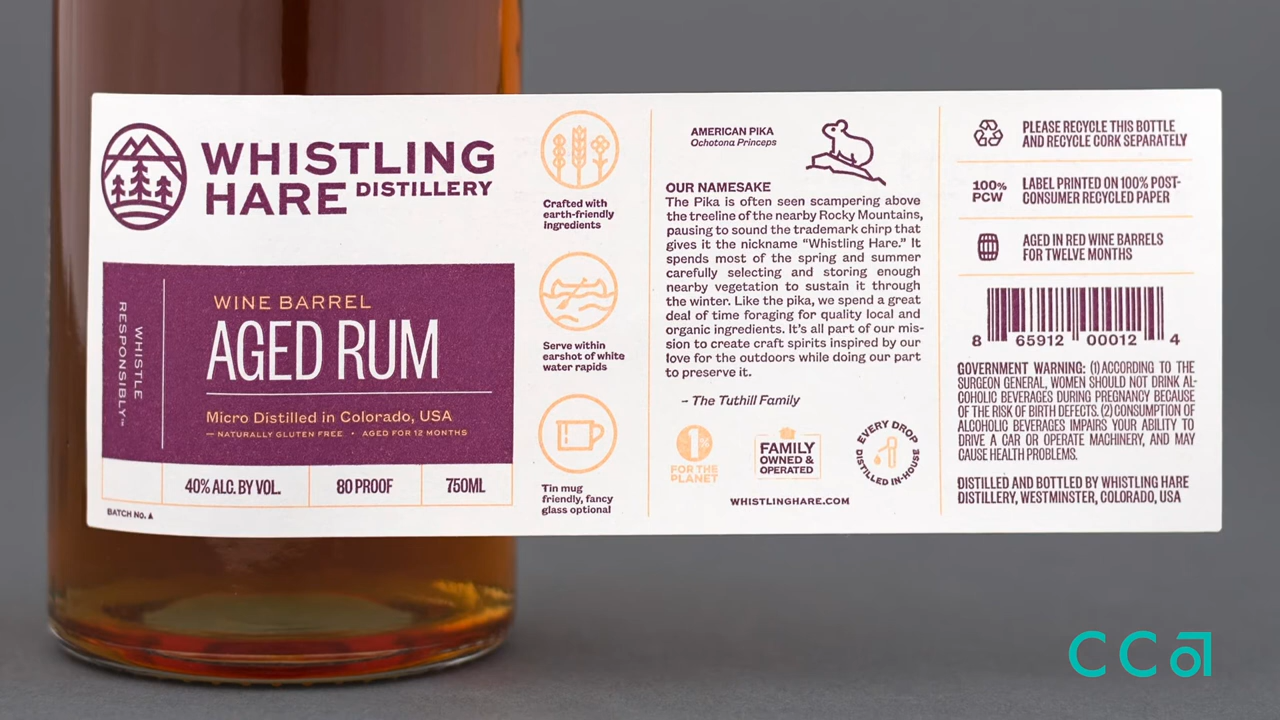 WHISTLING
HARE DISTILLERY
WHISTLE
RESPONSIBLY™
WINE BARREL
AGED RUM
Micro Distilled in Colorado, USA
— NATURALLY GLUTEN FREE • AGED FOR 12 MONTHS
40% ALC. BY VOL.
80 PROOF
750ML
BATCH No. ▲
Crafted with
earth-friendly
ingredients
Serve within
earshot of white
water rapids
Tin mug
friendly, fancy
glass optional
AMERICAN PIKA
Ochotona Princeps
OUR NAMESAKE
The Pika is often seen scampering above
the treeline of the nearby Rocky Mountains,
pausing to sound the trademark chirp that
gives it the nickname “Whistling Hare.” It
spends most of the spring and summer
carefully selecting and storing enough
nearby vegetation to sustain it through
the winter. Like the pika, we spend a great
deal of time foraging for quality local and
organic ingredients. It’s all part of our mis-
sion to create craft spirits inspired by our
love for the outdoors while doing our part
to preserve it.
– The Tuthill Family
1%
FOR THE
PLANET
FAMILY
OWNED &
OPERATED
EVERY DROP
DISTILLED IN-HOUSE
WHISTLINGHARE.COM
PLEASE RECYCLE THIS BOTTLE
AND RECYCLE CORK SEPARATELY
100%
PCW
LABEL PRINTED ON 100% POST-
CONSUMER RECYCLED PAPER
AGED IN RED WINE BARRELS
FOR TWELVE MONTHS
8 65912 00012 4
GOVERNMENT WARNING: (1) ACCORDING TO THE
SURGEON GENERAL, WOMEN SHOULD NOT DRINK AL-
COHOLIC BEVERAGES DURING PREGNANCY BECAUSE
OF THE RISK OF BIRTH DEFECTS. (2) CONSUMPTION OF
ALCOHOLIC BEVERAGES IMPAIRS YOUR ABILITY TO
DRIVE A CAR OR OPERATE MACHINERY, AND MAY
CAUSE HEALTH PROBLEMS.
DISTILLED AND BOTTLED BY WHISTLING HARE
DISTILLERY, WESTMINSTER, COLORADO, USA
CCa